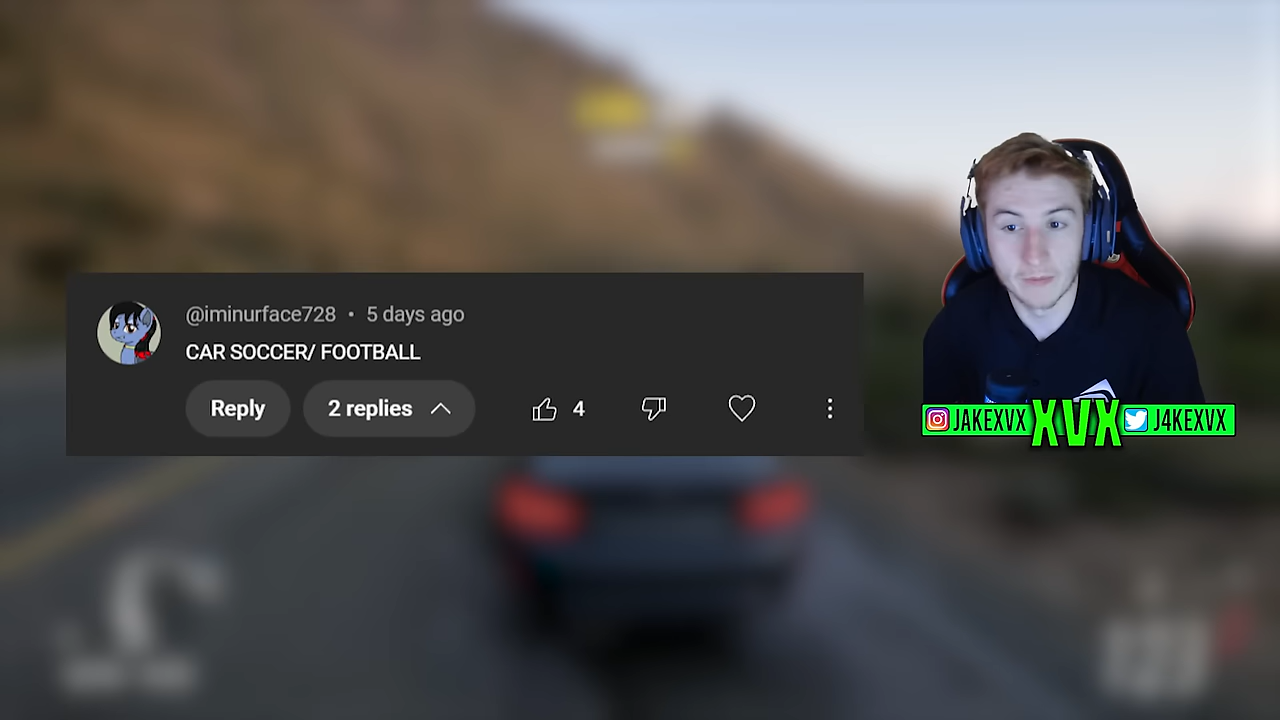 @iminurface728 • 5 days ago
CAR SOCCER/ FOOTBALL
Reply 2 replies 4
JAKEXVX XVX J4KEXVX